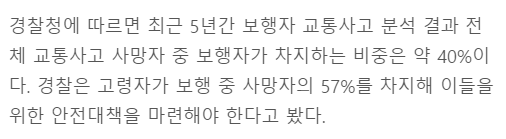 경찰청에 따르면 최근 5년간 보행자 교통사고 분석 결과 전
체 교통사고 사망자 중 보행자가 차지하는 비중은 약 40%이
다. 경찰은 고령자가 보행 중 사망자의 57%를 차지해 이들을
위한 안전대책을 마련해야 한다고 봤다.